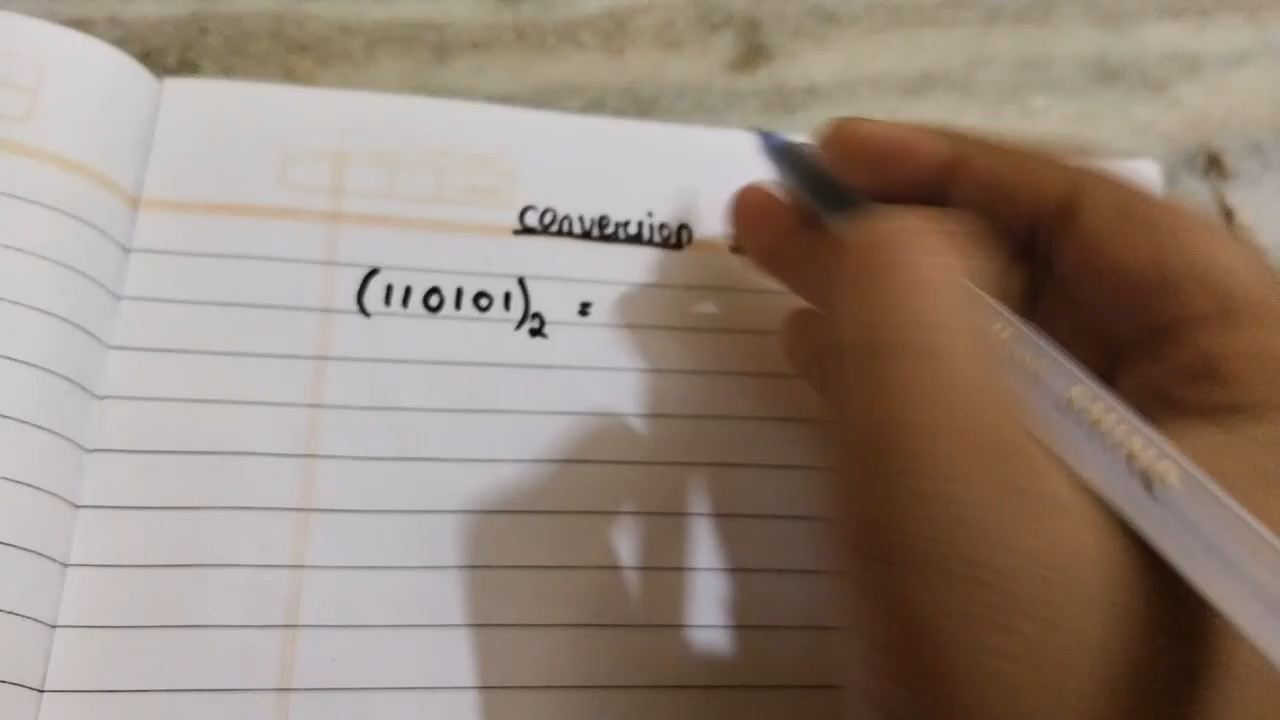 conversion
(110101)₂ =